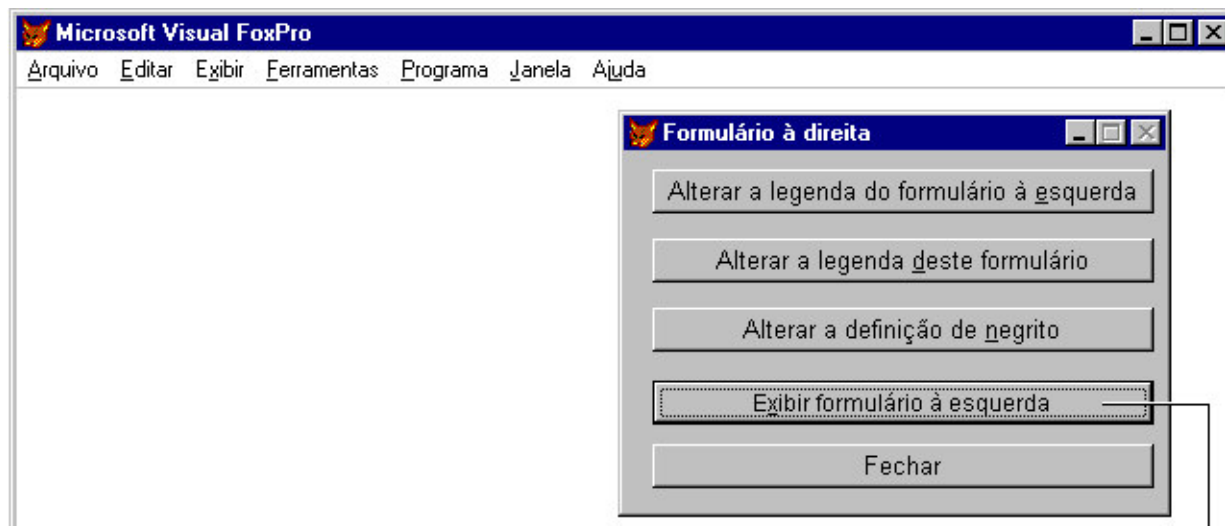 Microsoft Visual FoxPro
Arquivo Editar Exibir Ferramentas Programa Janela Ajuda
Formulário à direita
Alterar a legenda do formulário à esquerda
Alterar a legenda deste formulário
Alterar a definição de negrito
Exibir formulário à esquerda
Fechar